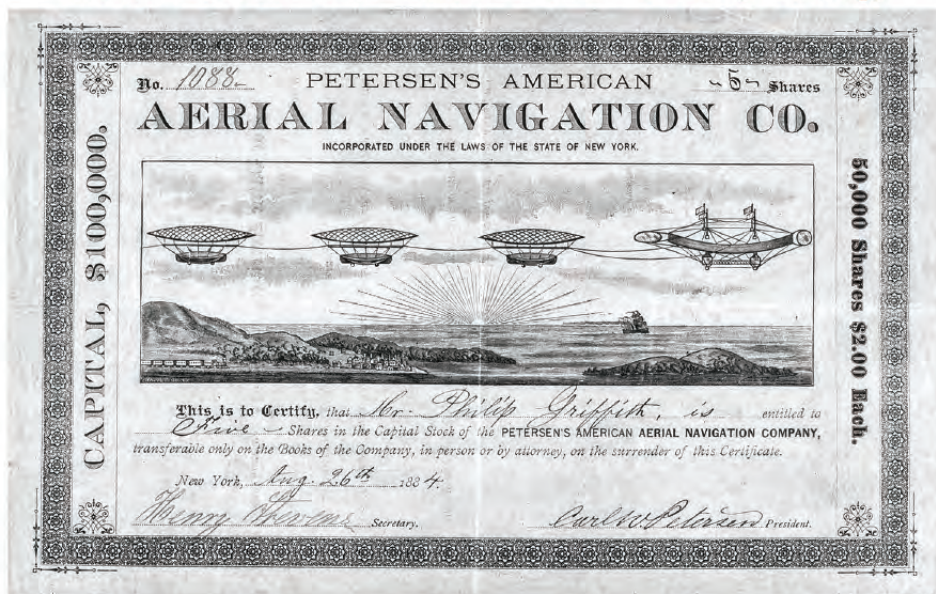 No. 1088 PETERSEN'S AMERICAN 5 Shares
AERIAL NAVIGATION CO.
INCORPORATED UNDER THE LAWS OF THE STATE OF NEW YORK.
CAPITAL, $100,000.
50,000 Shares $2.00 Each.
This is to Certify, that Mr. Philip Griffith, is entitled to
Five Shares in the Capital Stock of the PETERSEN'S AMERICAN AERIAL NAVIGATION COMPANY,
transferable only on the Books of the Company, in person or by attorney, on the surrender of this Certificate.
New York, Aug. 26th 1884.
Henry Secretary. Carl W. Petersen President.